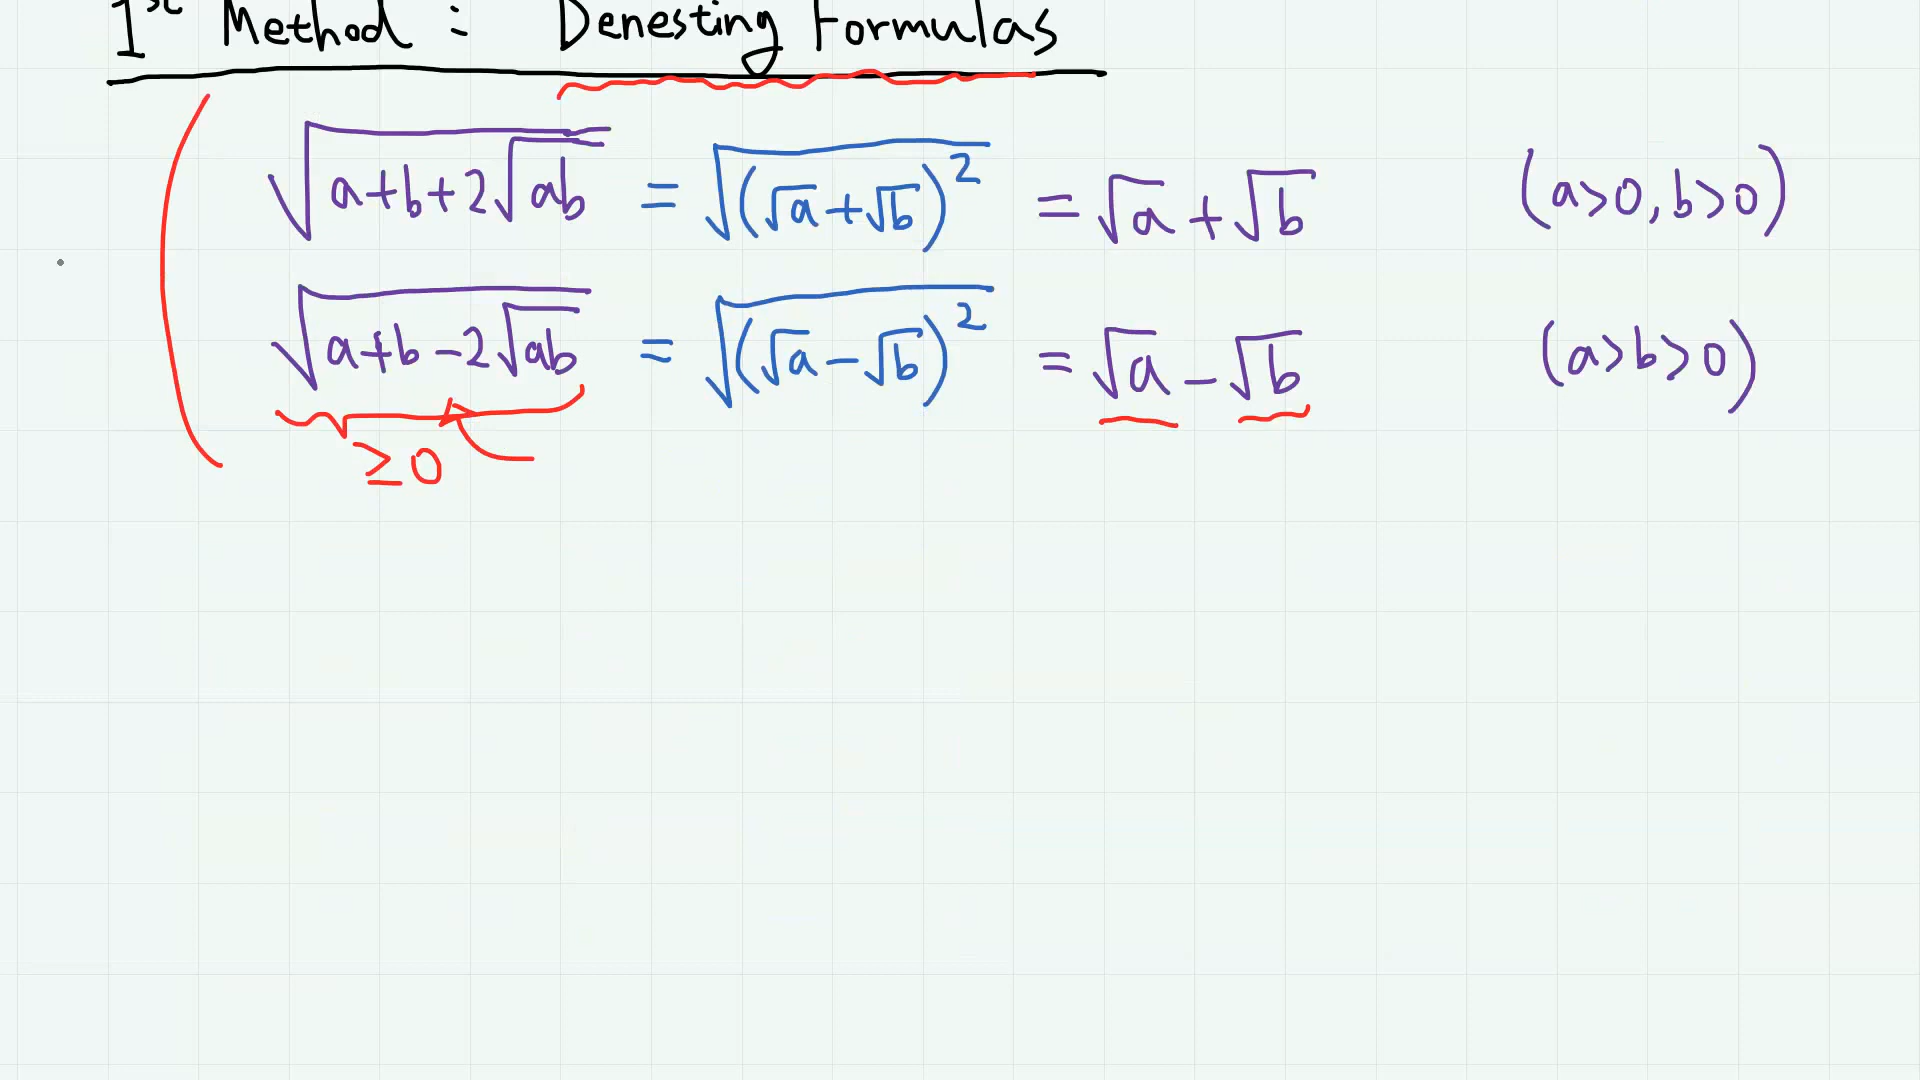 1st Method : Denesting Formulas
√(a+b+2√(ab)) = √((√a+√b)²) = √a+√b (a>0, b>0)
√(a+b-2√(ab)) = √((√a-√b)²) = √a-√b (a>b>0)
≥0